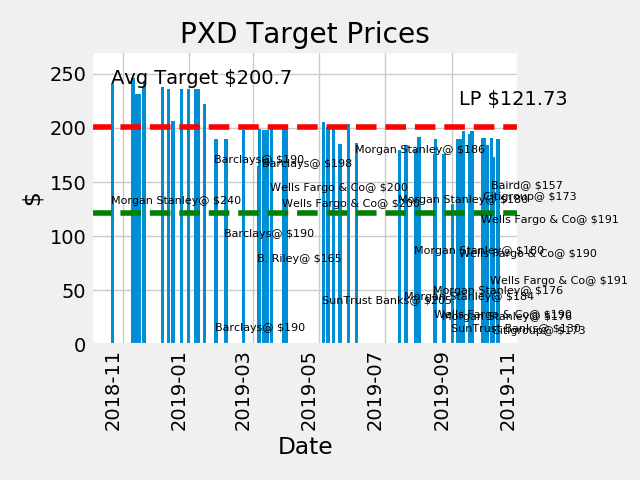 PXD Target Prices
Avg Target $200.7
LP $121.73
250
200
150
100
50
0
$
Morgan Stanley@ $186
Barclays@ $190
Barclays@ $198
Baird@ $157
Wells Fargo & Co@ $200
Citigroup@ $173
Morgan Stanley@ $240
Morgan Stanley@ $180
Wells Fargo & Co@ $200
Wells Fargo & Co@ $191
Barclays@ $190
Morgan Stanley@ $180
Wells Fargo & Co@ $190
B. Riley@ $165
Wells Fargo & Co@ $191
Morgan Stanley@ $176
Morgan Stanley@ $184
SunTrust Banks@ $205
Wells Fargo & Co@ $190
Morgan Stanley@ $176
Barclays@ $190
SunTrust Banks@ $130
Citigroup@ $173
2018-11
2019-01
2019-03
2019-05
2019-07
2019-09
2019-11
Date